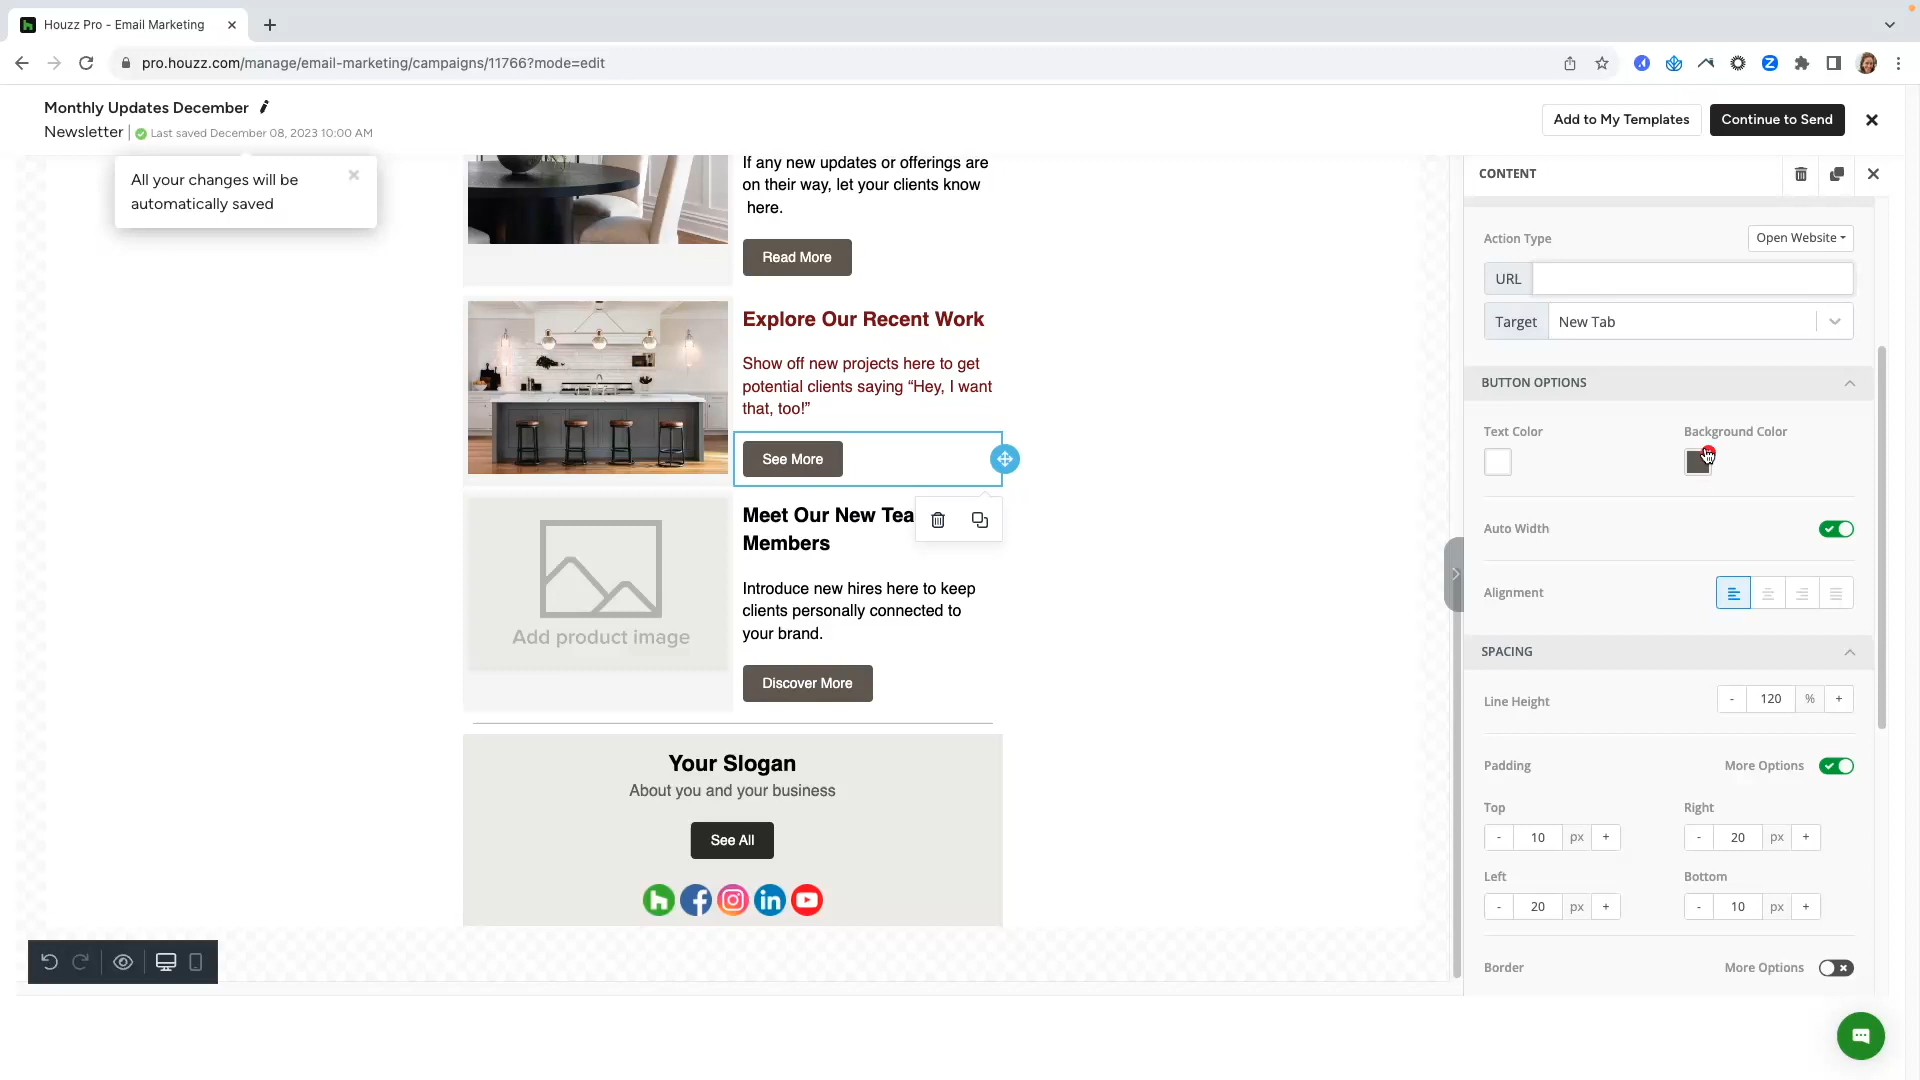 Houzz Pro - Email Marketing
pro.houzz.com/manage/email-marketing/campaigns/11766?mode=edit
Monthly Updates December
Newsletter | Last saved December 08, 2023 10:00 AM
Add to My Templates
Continue to Send
All your changes will be
automatically saved
If any new updates or offerings are
on their way, let your clients know
here.
Read More
Explore Our Recent Work
Show off new projects here to get
potential clients saying “Hey, I want
that, too!”
See More
Meet Our New Tea
Members
Introduce new hires here to keep
clients personally connected to
your brand.
Add product image
Discover More
Your Slogan
About you and your business
See All
CONTENT
Action Type
Open Website
URL
Target New Tab
BUTTON OPTIONS
Text Color
Background Color
Auto Width
Alignment
SPACING
Line Height
- 120 % +
Padding
More Options
Top
Right
- 10 px +
- 20 px +
Left
Bottom
- 20 px +
- 10 px +
Border
More Options